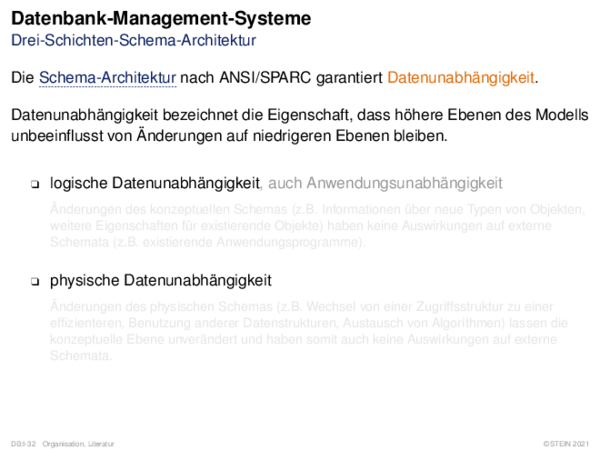 Datenbank-Management-Systeme
Drei-Schichten-Schema-Architektur
Die Schema-Architektur nach ANSI/SPARC garantiert Datenunabhängigkeit.
Datenunabhängigkeit bezeichnet die Eigenschaft, dass höhere Ebenen des Modells
unbeeinflusst von Änderungen auf niedrigeren Ebenen bleiben.
❑ logische Datenunabhängigkeit, auch Anwendungsunabhängigkeit
Änderungen des konzeptuellen Schemas (z.B. Informationen über neue Typen von Objekten,
weitere Eigenschaften für existierende Objekte) haben keine Auswirkungen auf externe
Schemata (z.B. existierende Anwendungsprogramme).
❑ physische Datenunabhängigkeit
Änderungen des physischen Schemas (z.B. Wechsel von einer Zugriffsstruktur zu einer
effizienteren, Benutzung anderer Datenstrukturen, Austausch von Algorithmen) lassen die
konzeptuelle Ebene unverändert und haben somit auch keine Auswirkungen auf externe
Schemata.
DB:I-32 Organisation, Literatur ©STEIN 2021